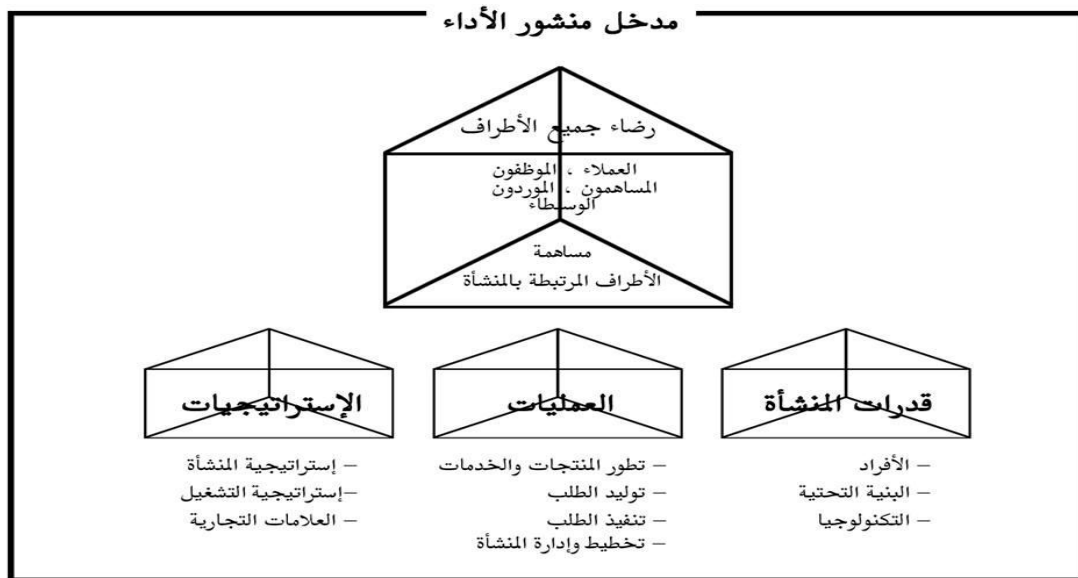 مدخل منشور الأداء
رضاء جميع الأطراف
العملاء ، الموظفون
المساهمون ، الموردون
الوسطاء
مساهمة
الأطراف المرتبطة بالمنشأة
قدرات المنشأة
– الأفراد
– البنية التحتية
– التكنولوجيا
العمليات
– تطور المنتجات والخدمات
– توليد الطلب
– تنفيذ الطلب
– تخطيط وإدارة المنشأة
الإستراتيجيات
– إستراتيجية المنشأة
–إستراتيجية التشغيل
– العلامات التجارية